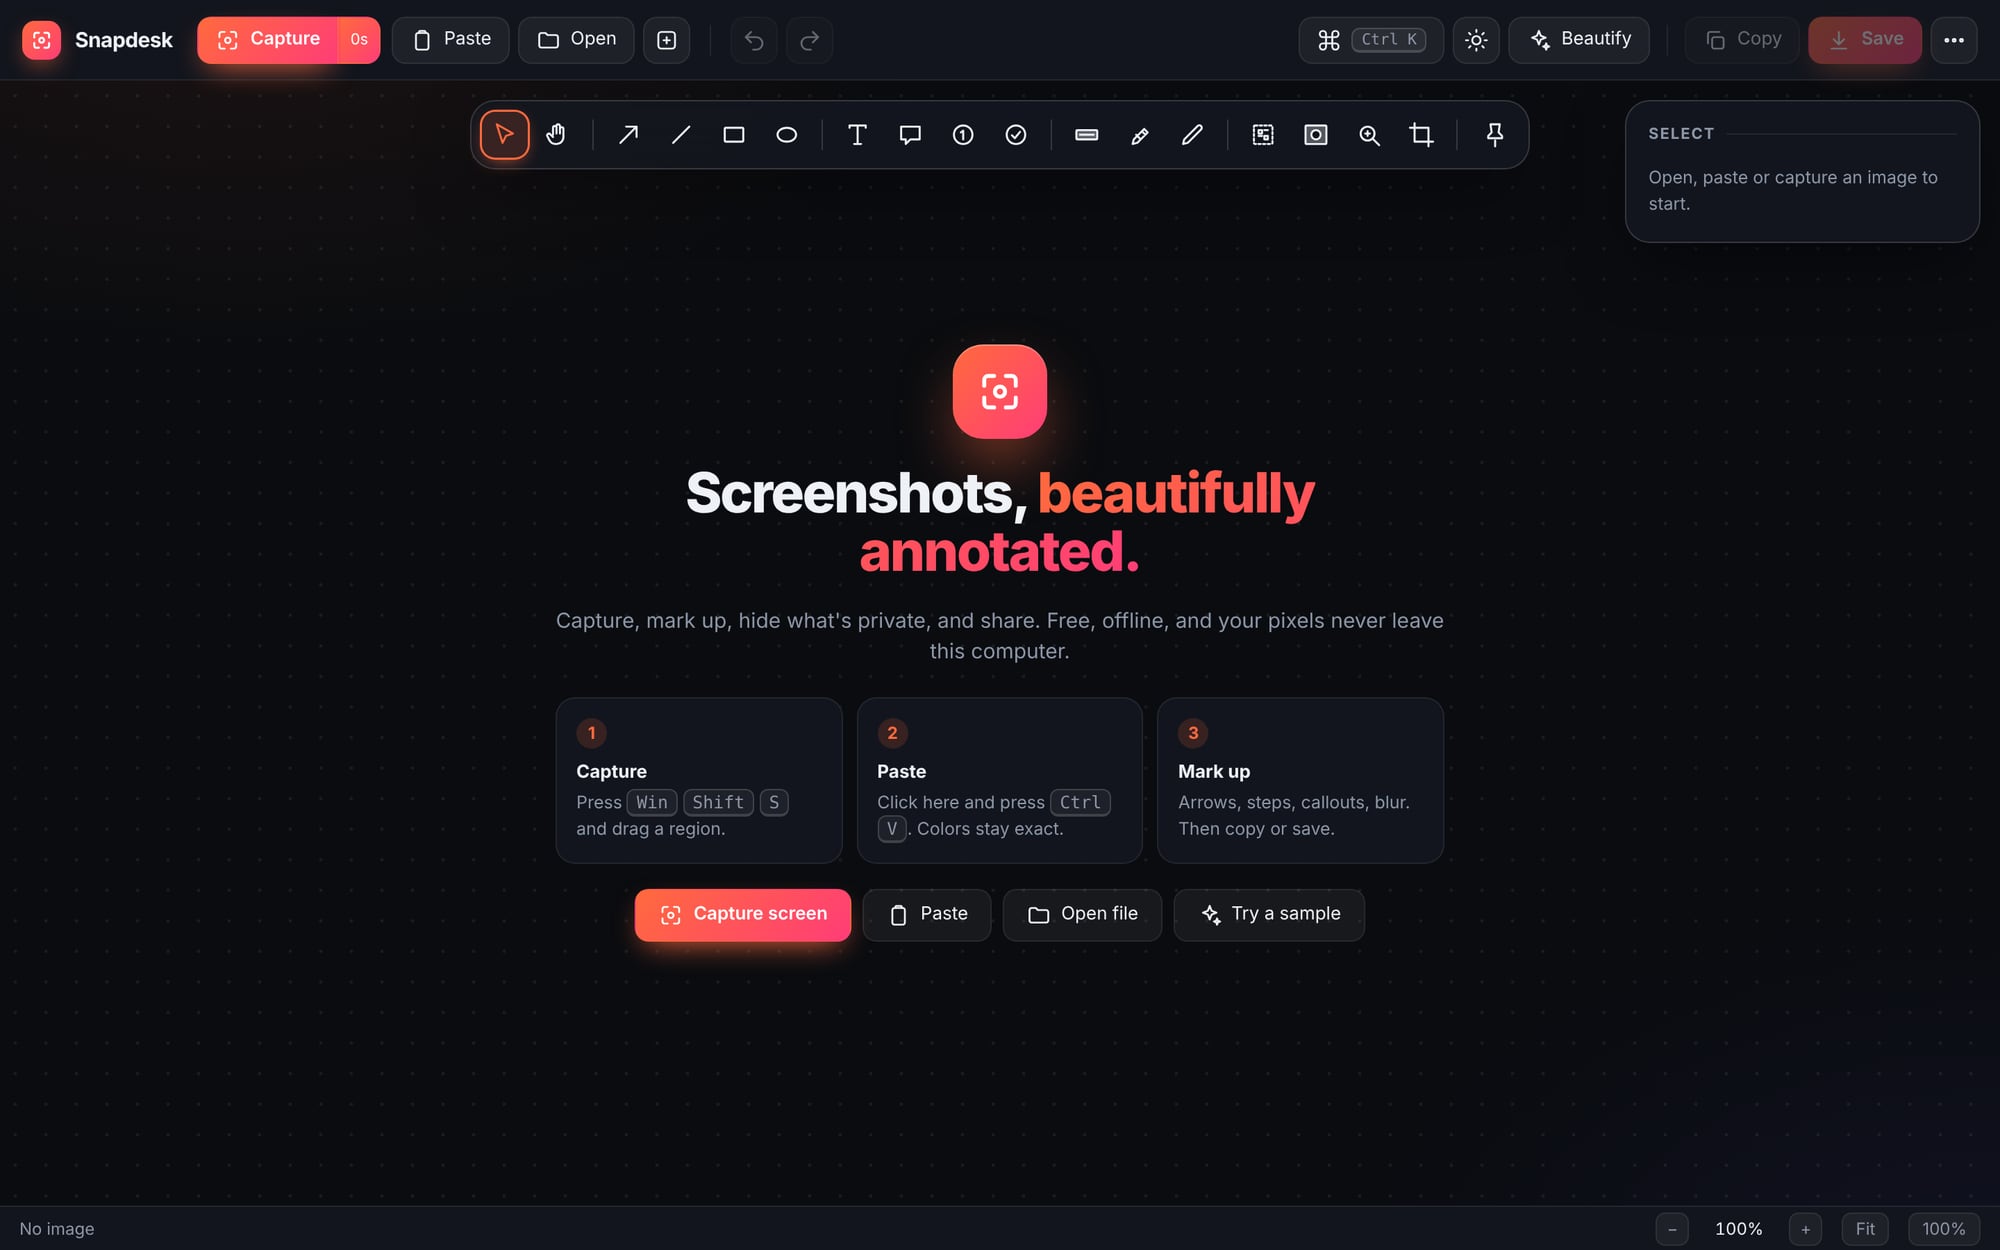 Snapdesk
Capture 0s
Paste
Open
Ctrl K
Beautify
Copy
Save
1
SELECT
Open, paste or capture an image to
start.
Screenshots, beautifully
annotated.
Capture, mark up, hide what's private, and share. Free, offline, and your pixels never leave
this computer.
1
Capture
Press Win Shift S
and drag a region.
2
Paste
Click here and press Ctrl
V. Colors stay exact.
3
Mark up
Arrows, steps, callouts, blur.
Then copy or save.
Capture screen
Paste
Open file
Try a sample
No image
− 100% + Fit 100%